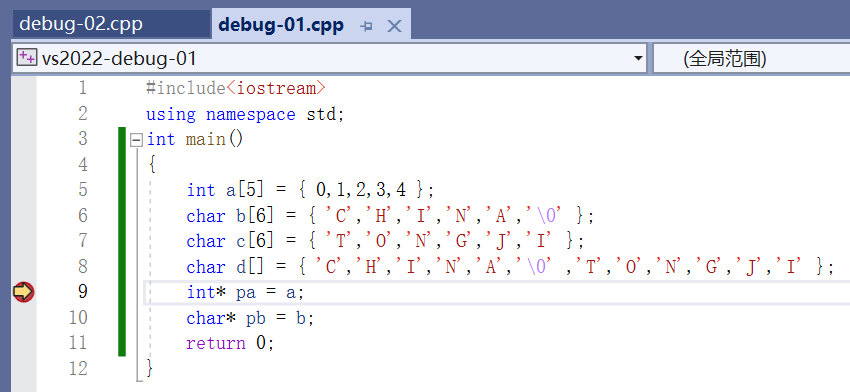 debug-02.cpp debug-01.cpp
vs2022-debug-01 (全局范围)
1 #include<iostream>
2 using namespace std;
3 int main()
4 {
5 int a[5] = { 0,1,2,3,4 };
6 char b[6] = { 'C','H','I','N','A','\0' };
7 char c[6] = { 'T','O','N','G','J','I' };
8 char d[] = { 'C','H','I','N','A','\0' ,'T','O','N','G','J','I' };
9 int* pa = a;
10 char* pb = b;
11 return 0;
12 }